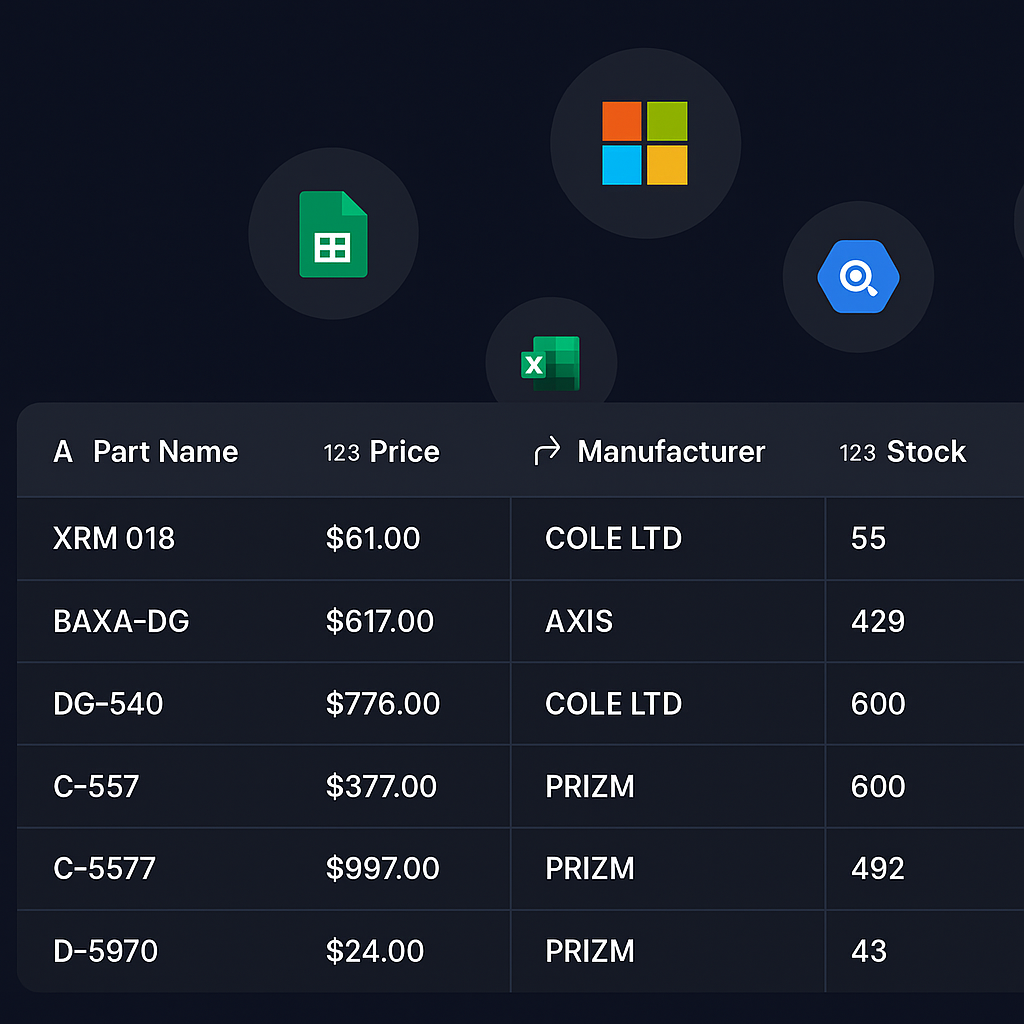 X
A Part Name 123 Price Manufacturer 123 Stock
XRM 018 $61.00 COLE LTD 55
BAXA-DG $617.00 AXIS 429
DG-540 $776.00 COLE LTD 600
C-557 $377.00 PRIZM 600
C-5577 $997.00 PRIZM 492
D-5970 $24.00 PRIZM 43